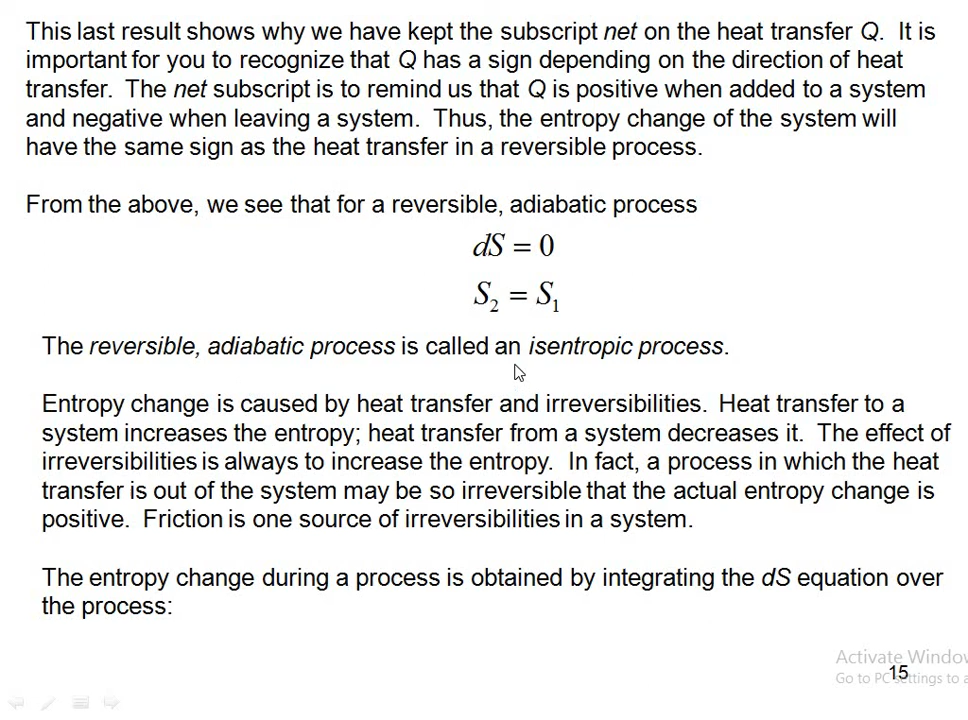 This last result shows why we have kept the subscript net on the heat transfer Q. It is
important for you to recognize that Q has a sign depending on the direction of heat
transfer. The net subscript is to remind us that Q is positive when added to a system
and negative when leaving a system. Thus, the entropy change of the system will
have the same sign as the heat transfer in a reversible process.
From the above, we see that for a reversible, adiabatic process
dS = 0
S₂ = S₁
The reversible, adiabatic process is called an isentropic process.
Entropy change is caused by heat transfer and irreversibilities. Heat transfer to a
system increases the entropy; heat transfer from a system decreases it. The effect of
irreversibilities is always to increase the entropy. In fact, a process in which the heat
transfer is out of the system may be so irreversible that the actual entropy change is
positive. Friction is one source of irreversibilities in a system.
The entropy change during a process is obtained by integrating the dS equation over
the process:
Activate Window
15
Go to PC settings to a